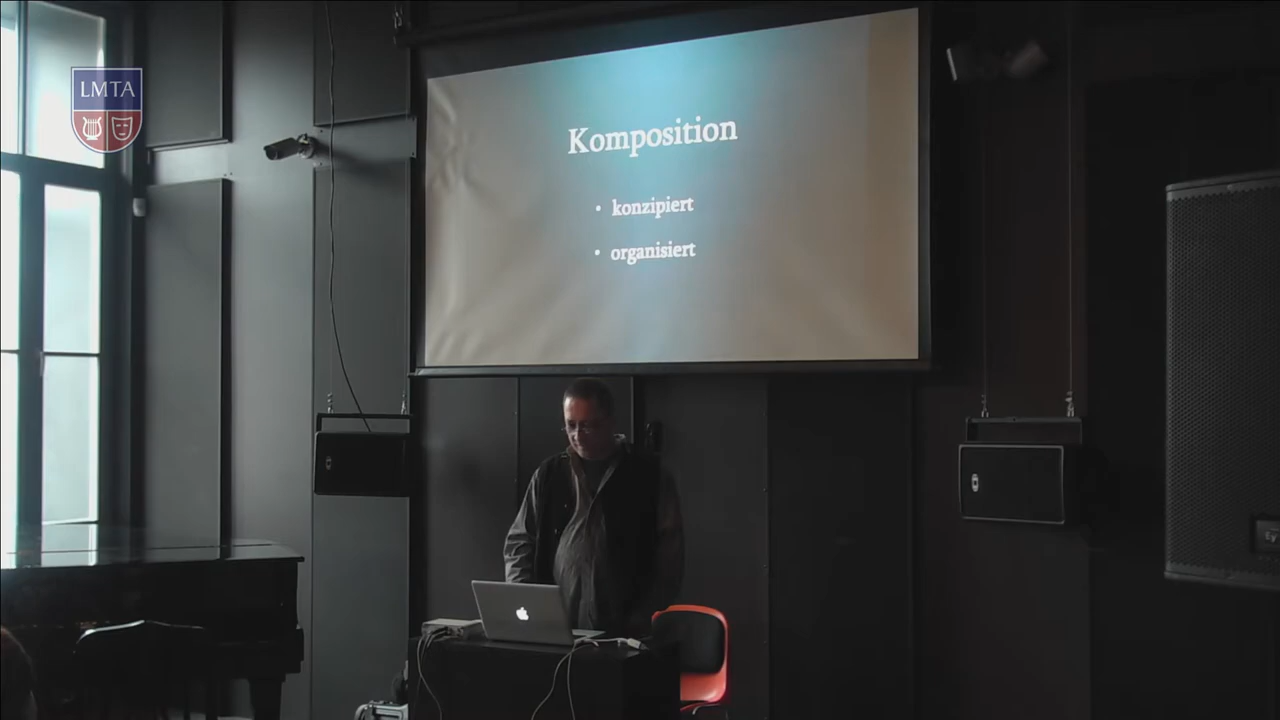 LMTA
Komposition
• konzipiert
• organisiert